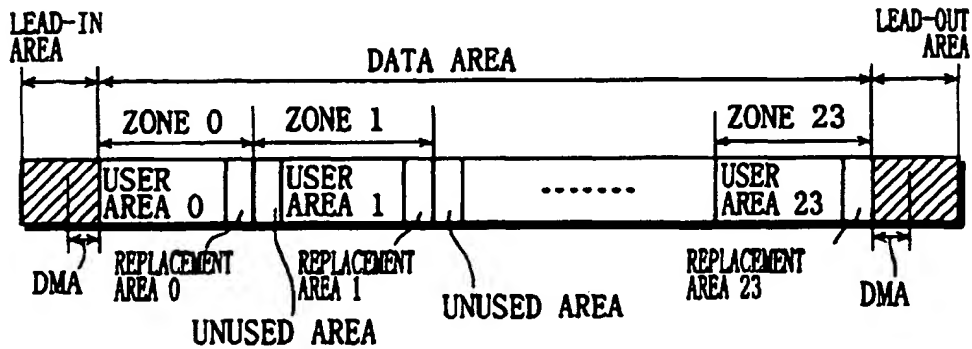 LEAD-IN
AREA
LEAD-OUT
AREA
DATA AREA
ZONE 0
ZONE 1
ZONE 23
USER
AREA 0
USER
AREA 1
-------
USER
AREA 23
DMA
REPLACEMENT
AREA 0
REPLACEMENT
AREA 1
REPLACEMENT
AREA 23
DMA
UNUSED AREA
UNUSED AREA